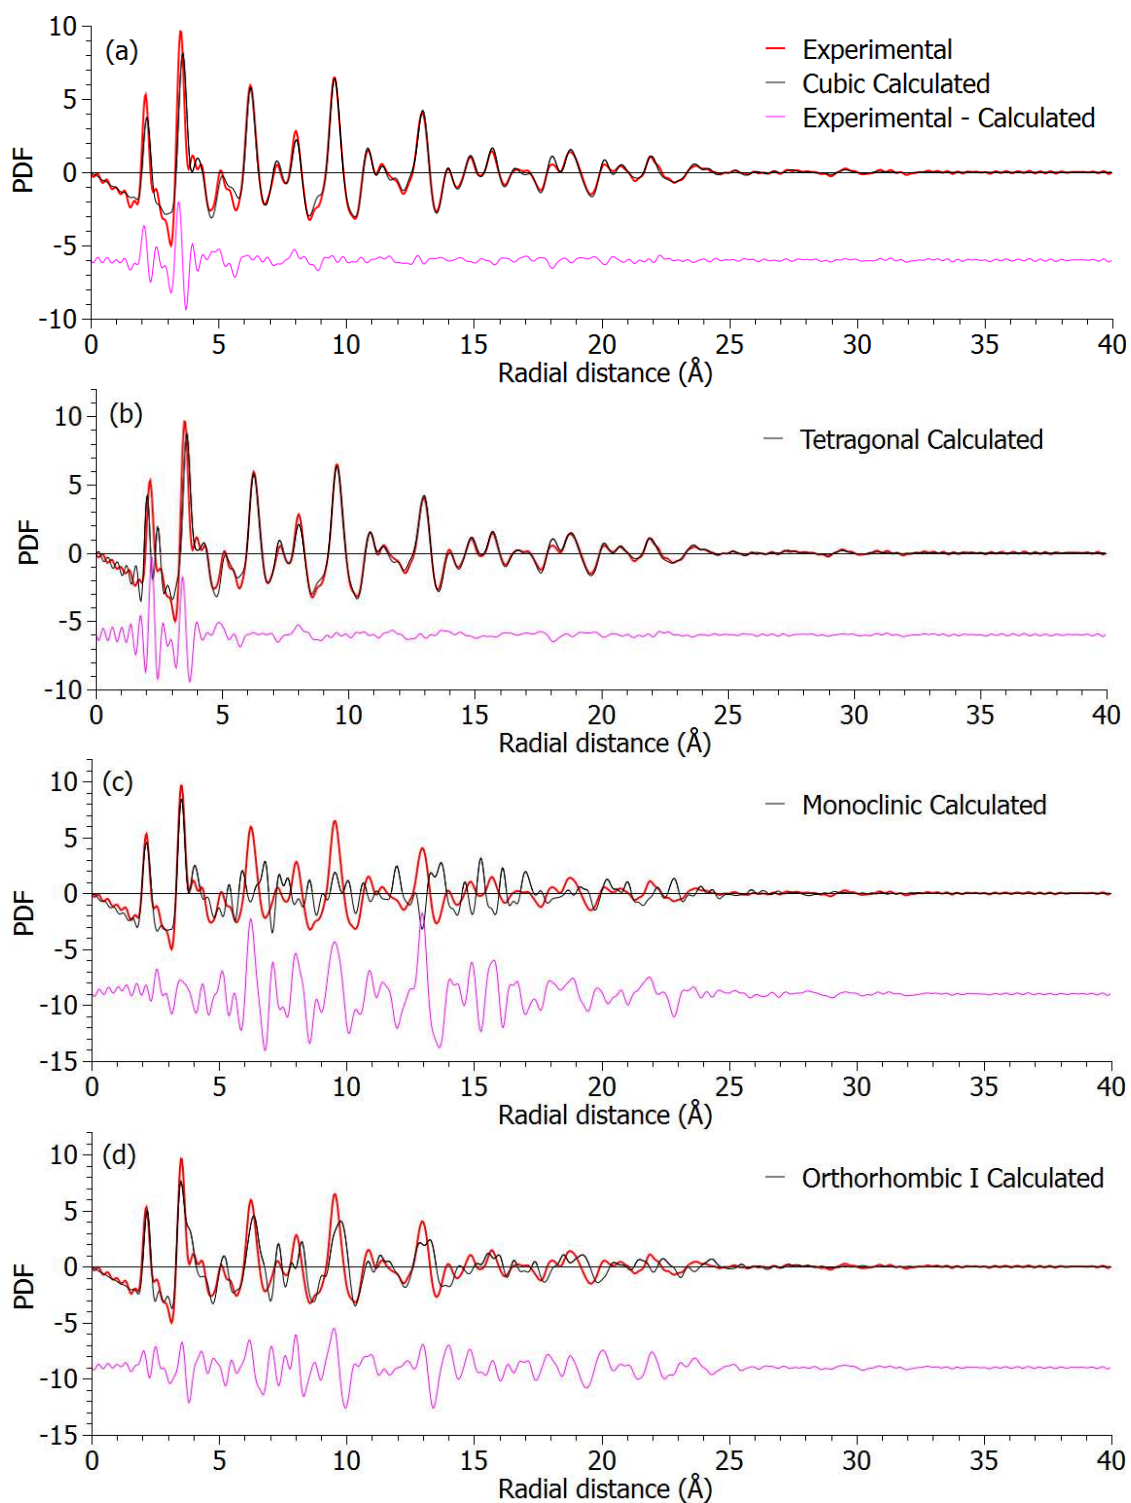 (a)
Experimental
Cubic Calculated
Experimental - Calculated
10
5
0
-5
-10
PDF
0 5 10 15 20 25 30 35 40
Radial distance (Å)
(b)
Tetragonal Calculated
10
5
0
-5
-10
PDF
0 5 10 15 20 25 30 35 40
Radial distance (Å)
(c)
Monoclinic Calculated
10
5
0
-5
-10
-15
PDF
0 5 10 15 20 25 30 35 40
Radial distance (Å)
(d)
Orthorhombic I Calculated
10
5
0
-5
-10
-15
PDF
0 5 10 15 20 25 30 35 40
Radial distance (Å)